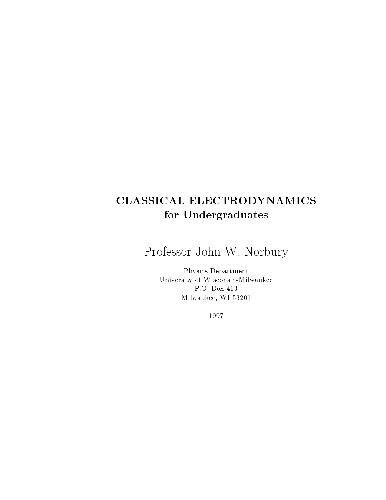 CLASSICAL ELECTRODYNAMICS
for Undergraduates
Professor John W. Norbury
Physics Department
University of Wisconsin-Milwaukee
P.O. Box 413
Milwaukee, WI 53201
1997